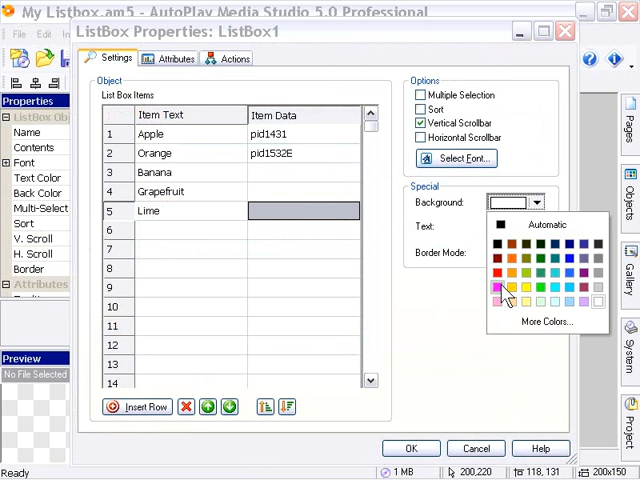 My Listbox.am5 - AutoPlay Media Studio 5.0 Professional
File Edit
ListBox Properties: ListBox1
Settings Attributes Actions
Object
List Box Items
Item Text Item Data
1 Apple pid1431
2 Orange pid1532E
3 Banana
4 Grapefruit
5 Lime
6
7
8
9
10
11
12
13
14
Insert Row
Options
Multiple Selection
Sort
Vertical Scrollbar
Horizontal Scrollbar
Select Font...
Special
Background:
Text:
Border Mode:
Automatic
More Colors...
OK Cancel Help
Properties
ListBox Obj
Name
Contents
Font
Text Color
Back Color
Multi-Select
Sort
V. Scroll
H. Scroll
Border
Attributes
Preview
No File Selected
Pages
Objects
Gallery
System
Project
Ready
1 MB 200,220 118, 131 200x150